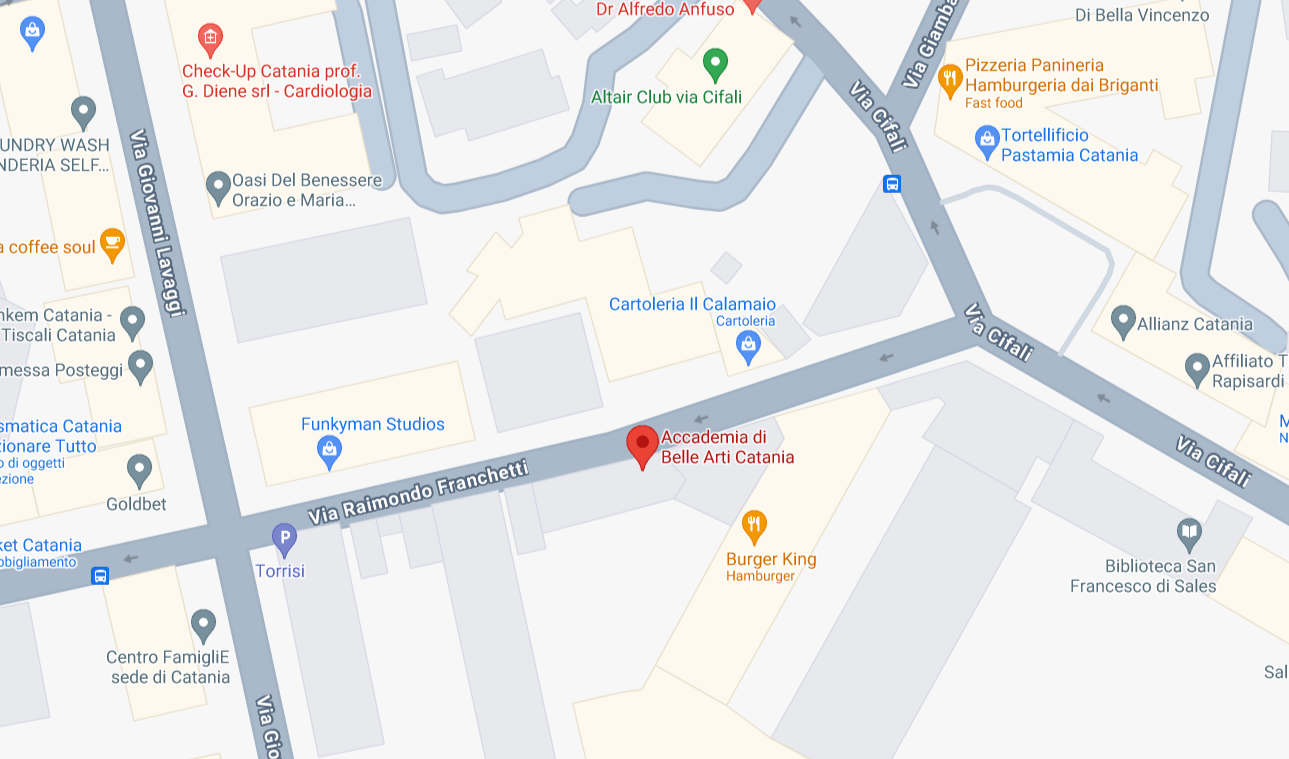 Dr Alfredo Anfuso
Di Bella Vincenzo
Check-Up Catania prof.
G. Diene srl - Cardiologia
Altair Club via Cifali
Via Cifali
Via Giamba
Pizzeria Panineria
Hamburgeria dai Briganti
Fast food
Tortellificio
Pastamia Catania
UNDRY WASH
NDERIA SELF...
Via Giovanni Lavaggi
Oasi Del Benessere
Orazio e Maria...
a coffee soul
Cartoleria Il Calamaio
Cartoleria
Via Cifali
nkem Catania -
Tiscali Catania
Allianz Catania
messa Posteggi
Affiliato T
Rapisardi
smatica Catania
zionare Tutto
o di oggetti
ezione
Funkyman Studios
Accademia di
Belle Arti Catania
M
N
Via Cifali
Goldbet
Via Raimondo Franchetti
P
Torrisi
ket Catania
bbigliamento
Burger King
Hamburger
Biblioteca San
Francesco di Sales
Centro FamigliE
sede di Catania
Sal
Via Gio